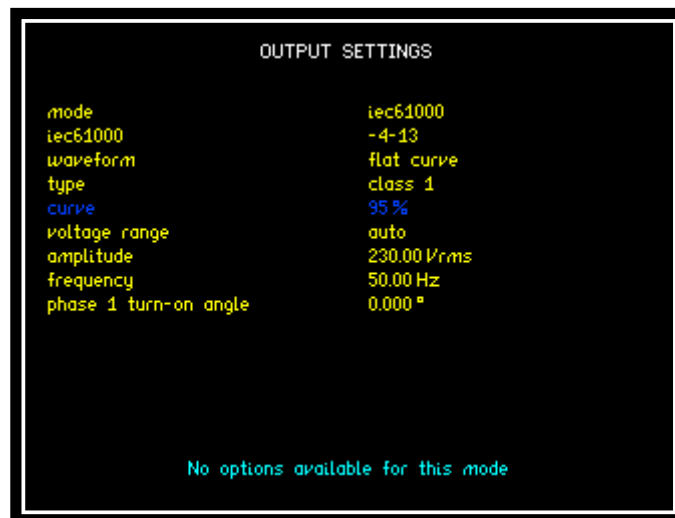 OUTPUT SETTINGS
mode iec61000
iec61000 -4-13
waveform flat curve
type class 1
curve 95%
voltage range auto
amplitude 230.00 Vrms
frequency 50.00 Hz
phase 1 turn-on angle 0.000 °
No options available for this mode